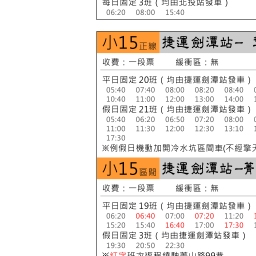 每日固定 3班（均由北投站發車）
06:20 08:00 15:40
小15正線 捷運劍潭站－
收費：一段票 緩衝區：無
平日固定 20班（均由捷運劍潭站發車）
05:40 07:40 08:00 08:20 08:40
10:40 11:00 12:00 13:00 14:00
假日固定 21班（均由捷運劍潭站發車）
05:40 06:20 06:50 07:20 08:00
11:00 11:30 12:00 12:30 13:10
17:30
※例假日機動加開冷水坑區間車(不經擎天
小15區間 捷運劍潭站－菁
收費：一段票 緩衝區：無
平日固定 19班（均由捷運劍潭站發車）
06:20 06:40 07:00 07:20 11:20
15:20 15:40 16:40 17:00 17:30
假日固定 3班（均由捷運劍潭站發車）
19:30 20:50 22:30